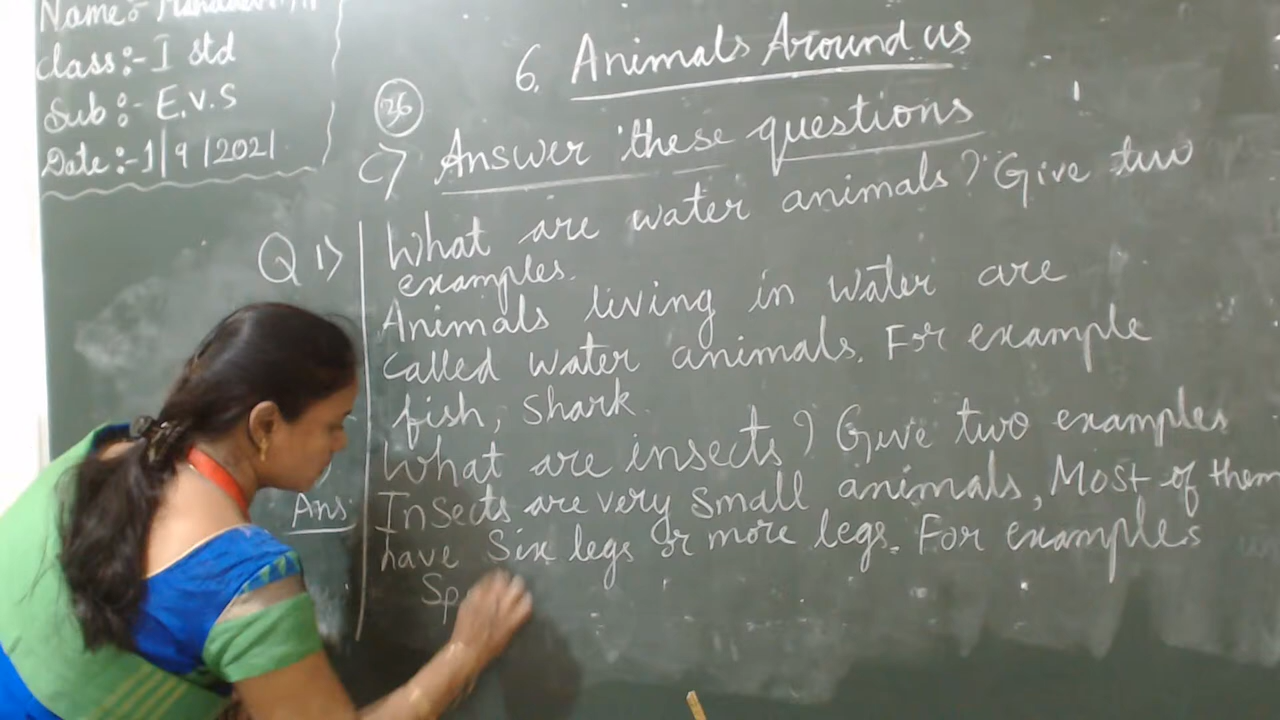 Name:-
Class:- I std
Sub:- E.V.S
Date:- 1/9/2021
6. Animals Around us
26
C) Answer these questions
Q 1) What are water animals? Give two
examples.
Animals living in water are
called water animals. For example
fish, shark.
What are insects? Give two examples
Ans Insects are very small animals, Most of them
have six legs or more legs. For examples
Sp